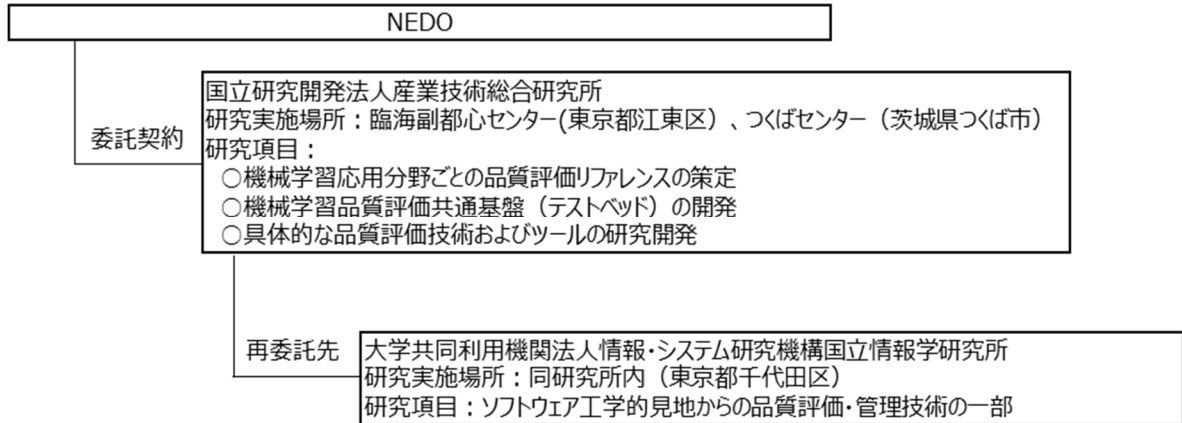 NEDO
委託契約
国立研究開発法人産業技術総合研究所
研究実施場所：臨海副都心センター(東京都江東区）、つくばセンター（茨城県つくば市）
研究項目：
○機械学習応用分野ごとの品質評価リファレンスの策定
○機械学習品質評価共通基盤（テストベッド）の開発
○具体的な品質評価技術およびツールの研究開発
再委託先
大学共同利用機関法人情報・システム研究機構国立情報学研究所
研究実施場所：同研究所内（東京都千代田区）
研究項目：ソフトウェア工学的見地からの品質評価・管理技術の一部